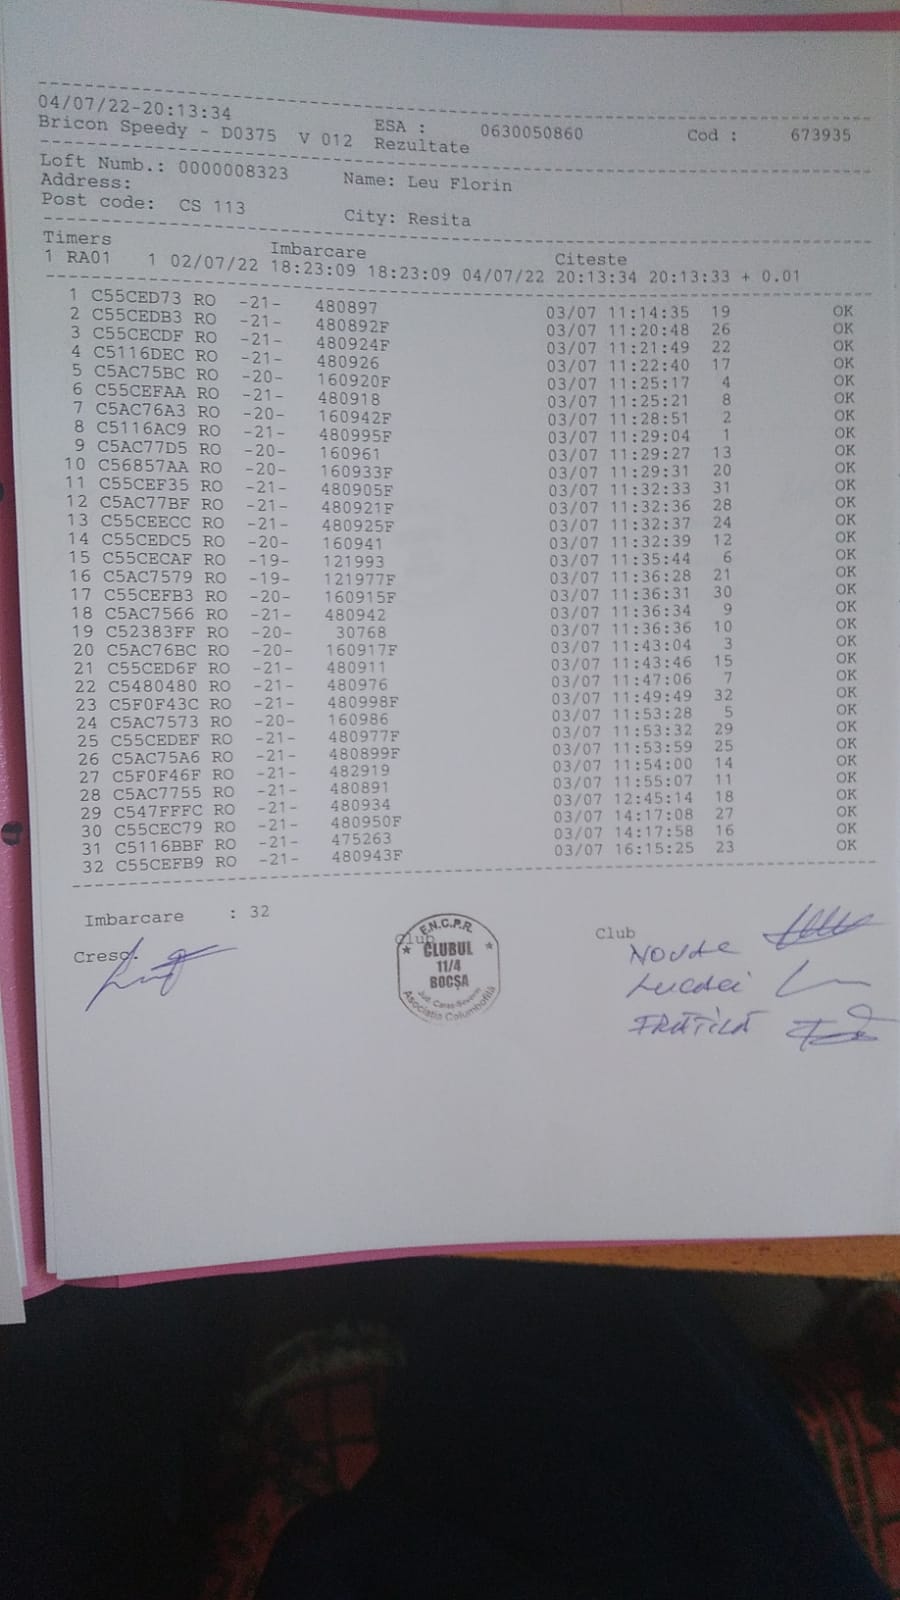 04/07/22-20:13:34
Bricon Speedy - D0375 V 012 ESA : 0630050860 Cod : 673935
Rezultate
Loft Numb.: 0000008323 Name: Leu Florin
Address:
Post code: CS 113 City: Resita
Timers Imbarcare Citeste
1 RA01 1 02/07/22 18:23:09 18:23:09 04/07/22 20:13:34 20:13:33 + 0.01
1 C55CED73 RO -21- 480897 03/07 11:14:35 19 OK
2 C55CEDB3 RO -21- 480892F 03/07 11:20:48 26 OK
3 C55CECDF RO -21- 480924F 03/07 11:21:49 22 OK
4 C5116DEC RO -21- 480926 03/07 11:22:40 17 OK
5 C5AC75BC RO -20- 160920F 03/07 11:25:17 4 OK
6 C55CEFAA RO -21- 480918 03/07 11:25:21 8 OK
7 C5AC76A3 RO -20- 160942F 03/07 11:28:51 2 OK
8 C5116AC9 RO -21- 480995F 03/07 11:29:04 1 OK
9 C5AC77D5 RO -20- 160961 03/07 11:29:27 13 OK
10 C56857AA RO -20- 160933F 03/07 11:29:31 20 OK
11 C55CEF35 RO -21- 480905F 03/07 11:32:33 31 OK
12 C5AC77BF RO -21- 480921F 03/07 11:32:36 28 OK
13 C55CEECC RO -21- 480925F 03/07 11:32:37 24 OK
14 C55CEDC5 RO -20- 160941 03/07 11:32:39 12 OK
15 C55CECAF RO -19- 121993 03/07 11:35:44 6 OK
16 C5AC7579 RO -19- 121977F 03/07 11:36:28 21 OK
17 C55CEFB3 RO -20- 160915F 03/07 11:36:31 30 OK
18 C5AC7566 RO -21- 480942 03/07 11:36:34 9 OK
19 C52383FF RO -20- 30768 03/07 11:36:36 10 OK
20 C5AC76BC RO -20- 160917F 03/07 11:43:04 3 OK
21 C55CED6F RO -21- 480911 03/07 11:43:46 15 OK
22 C5480480 RO -21- 480976 03/07 11:47:06 7 OK
23 C5F0F43C RO -21- 480998F 03/07 11:49:49 32 OK
24 C5AC7573 RO -20- 160986 03/07 11:53:28 5 OK
25 C55CEDEF RO -21- 480977F 03/07 11:53:32 29 OK
26 C5AC75A6 RO -21- 480899F 03/07 11:53:59 25 OK
27 C5F0F46F RO -21- 482919 03/07 11:54:00 14 OK
28 C5AC7755 RO -21- 480891 03/07 11:55:07 11 OK
29 C547FFFC RO -21- 480934 03/07 12:45:14 18 OK
30 C55CEC79 RO -21- 480950F 03/07 14:17:08 27 OK
31 C5116BBF RO -21- 475263 03/07 14:17:58 16 OK
32 C55CEFB9 RO -21- 480943F 03/07 16:15:25 23 OK
Imbarcare : 32
Cresc. Club Club
F.N.C.P.R.
CLUBUL
11/4
BOCȘA
Jud. Caras-Severin
Asociatia Columbofilă
FRĂȚILĂ